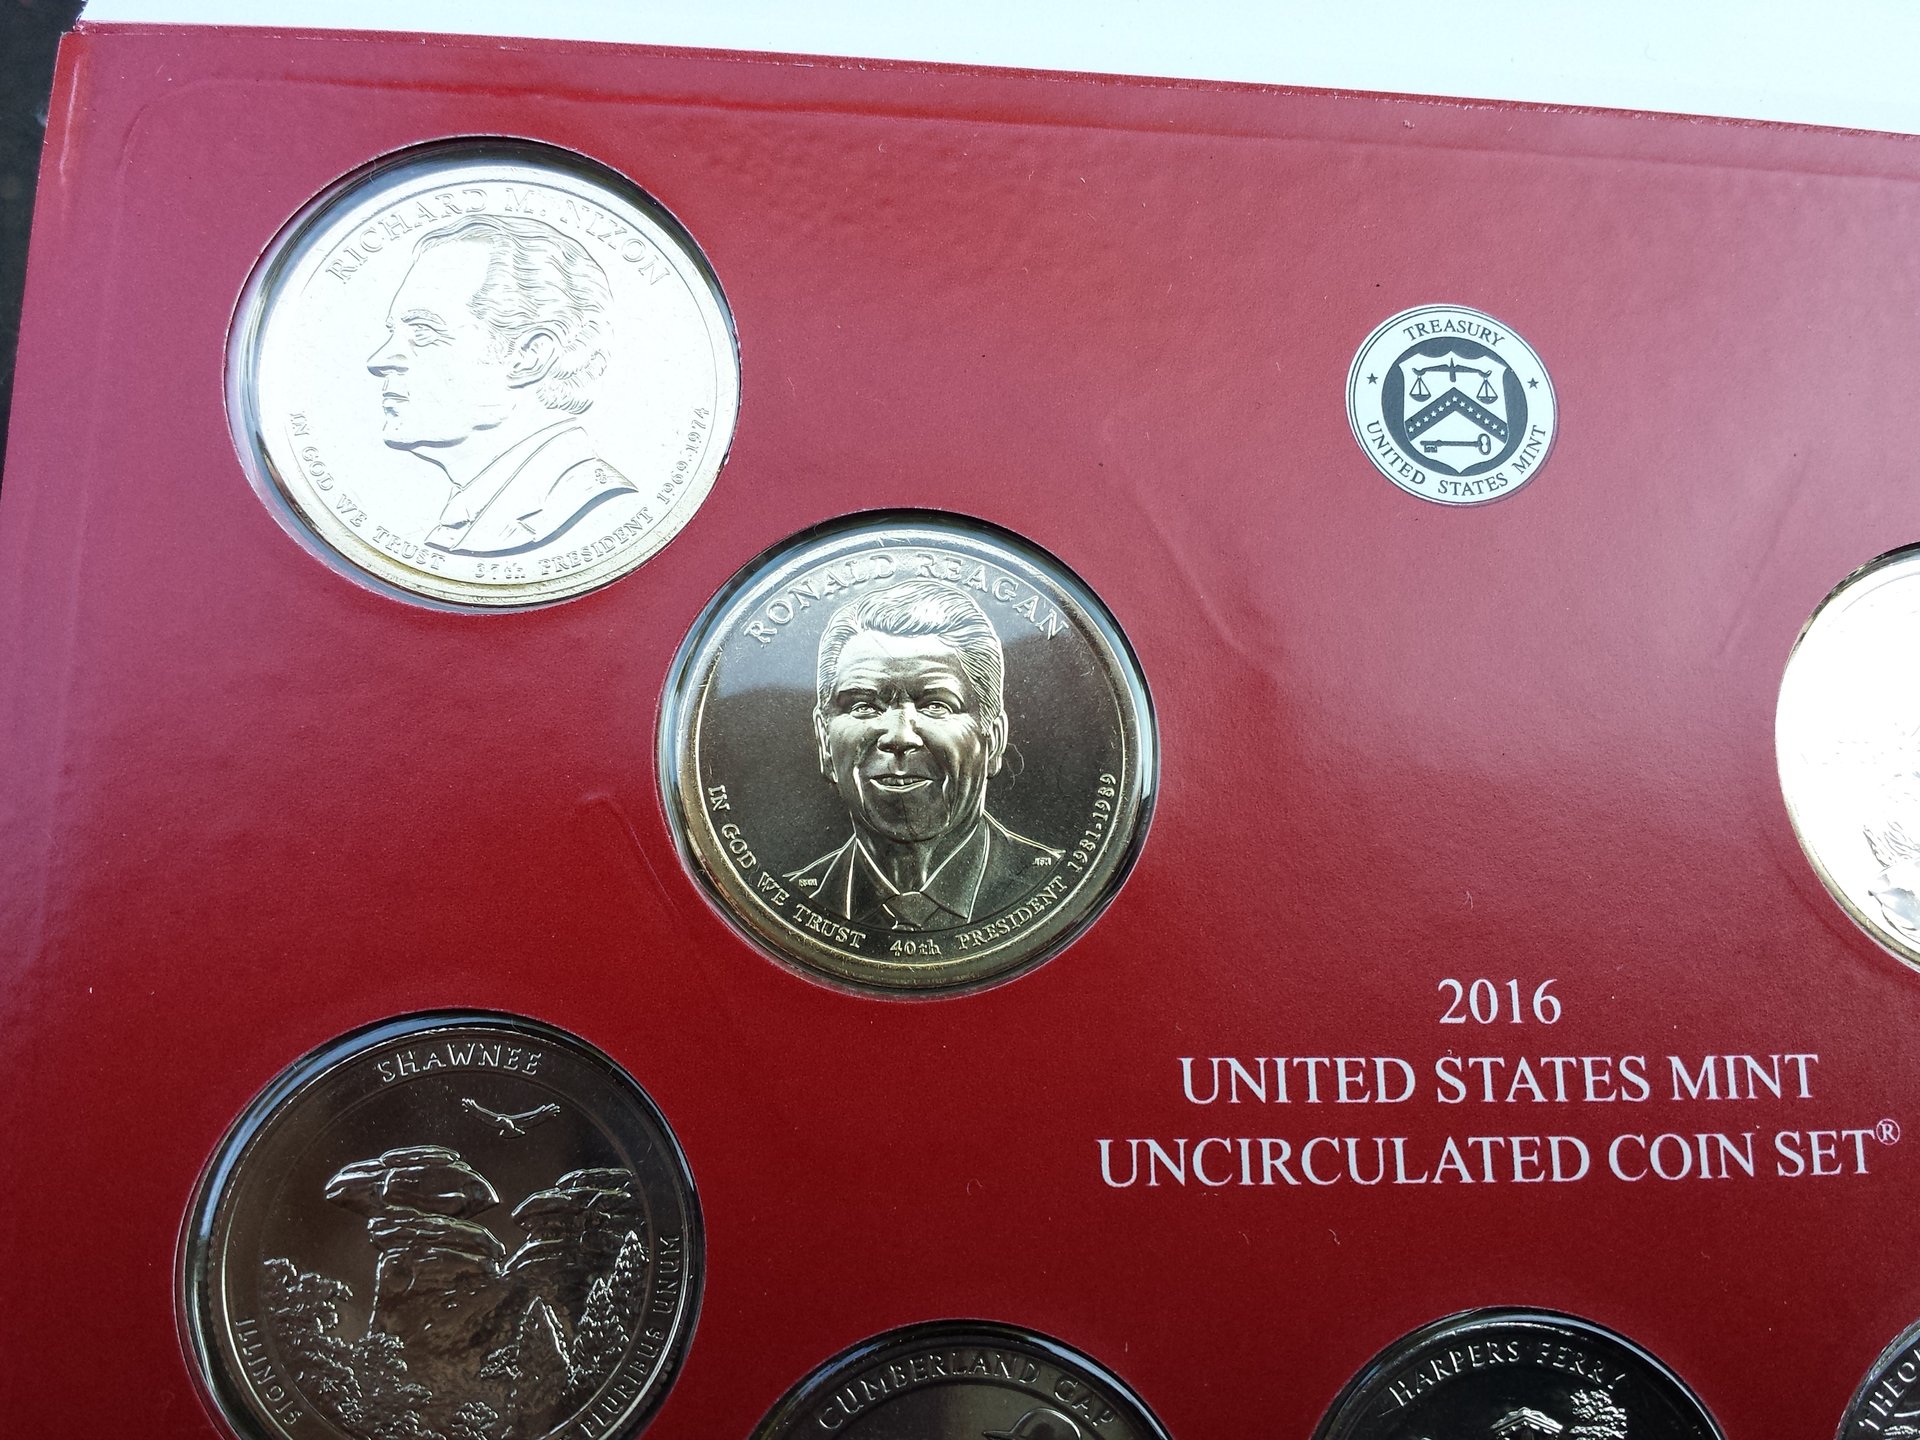 RICHARD M. NIXON
IN GOD WE TRUST 37th PRESIDENT 1969-1974
TREASURY
UNITED STATES MINT
RONALD REAGAN
IN GOD WE TRUST 40th PRESIDENT 1981-1989
2016
UNITED STATES MINT
UNCIRCULATED COIN SET®
SHAWNEE
ILLINOIS
PLURIBUS UNUM
CUMBERLAND GAP
HARPERS FERRY
THEO